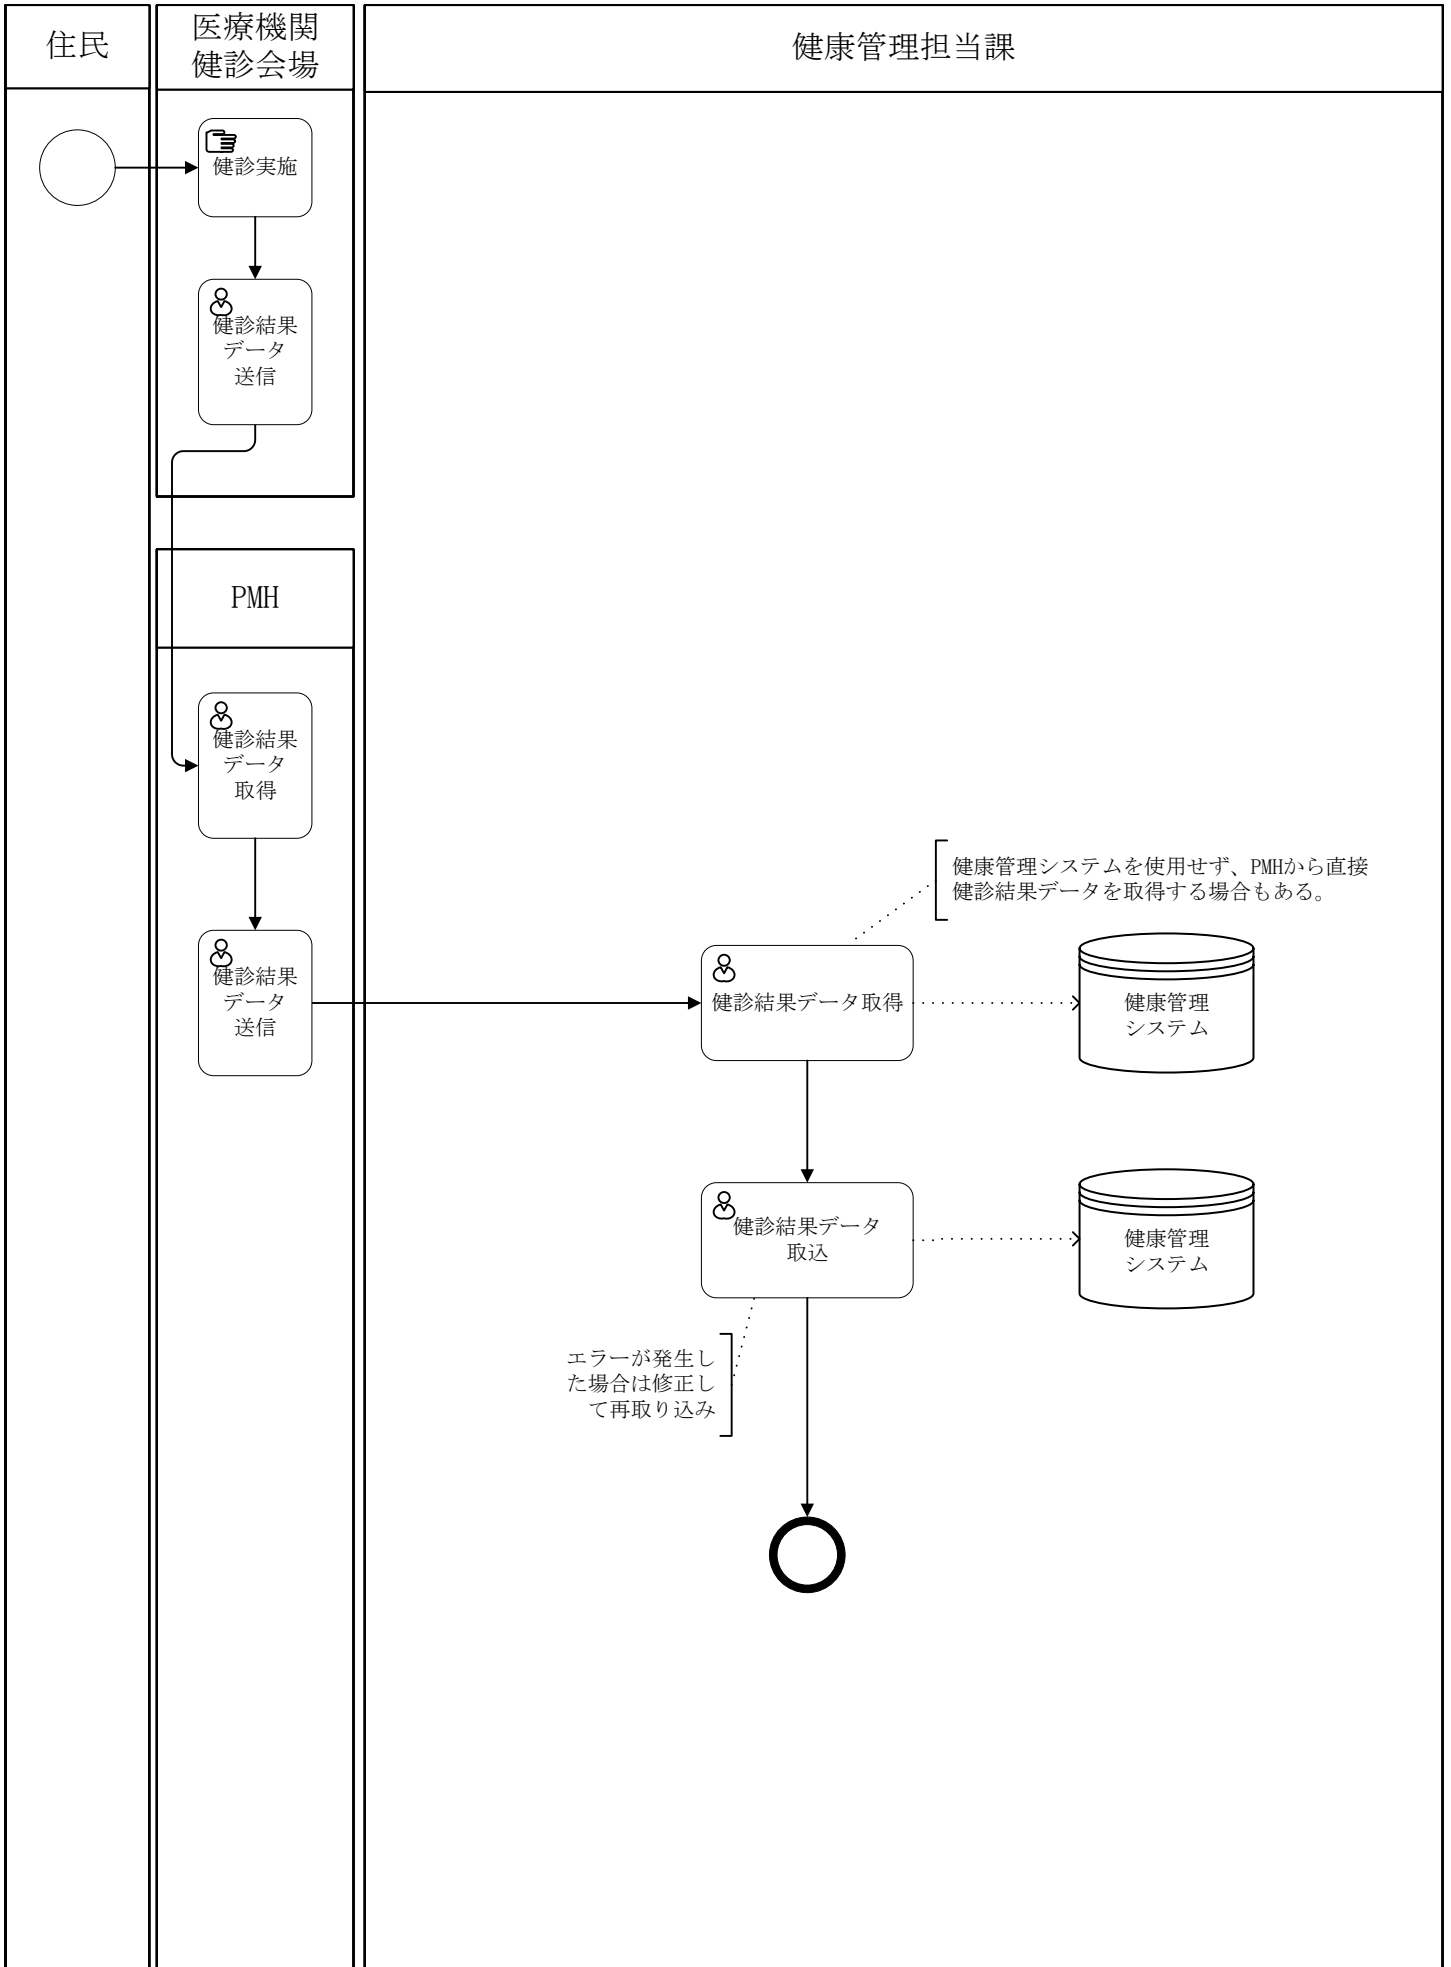 住民
医療機関
健診会場
健康管理担当課
健診実施
健診結果
データ
送信
PMH
健診結果
データ
取得
健診結果
データ
送信
健康管理システムを使用せず、PMHから直接
健診結果データを取得する場合もある。
健診結果データ取得
健康管理
システム
健診結果データ
取込
健康管理
システム
エラーが発生し
た場合は修正し
て再取り込み